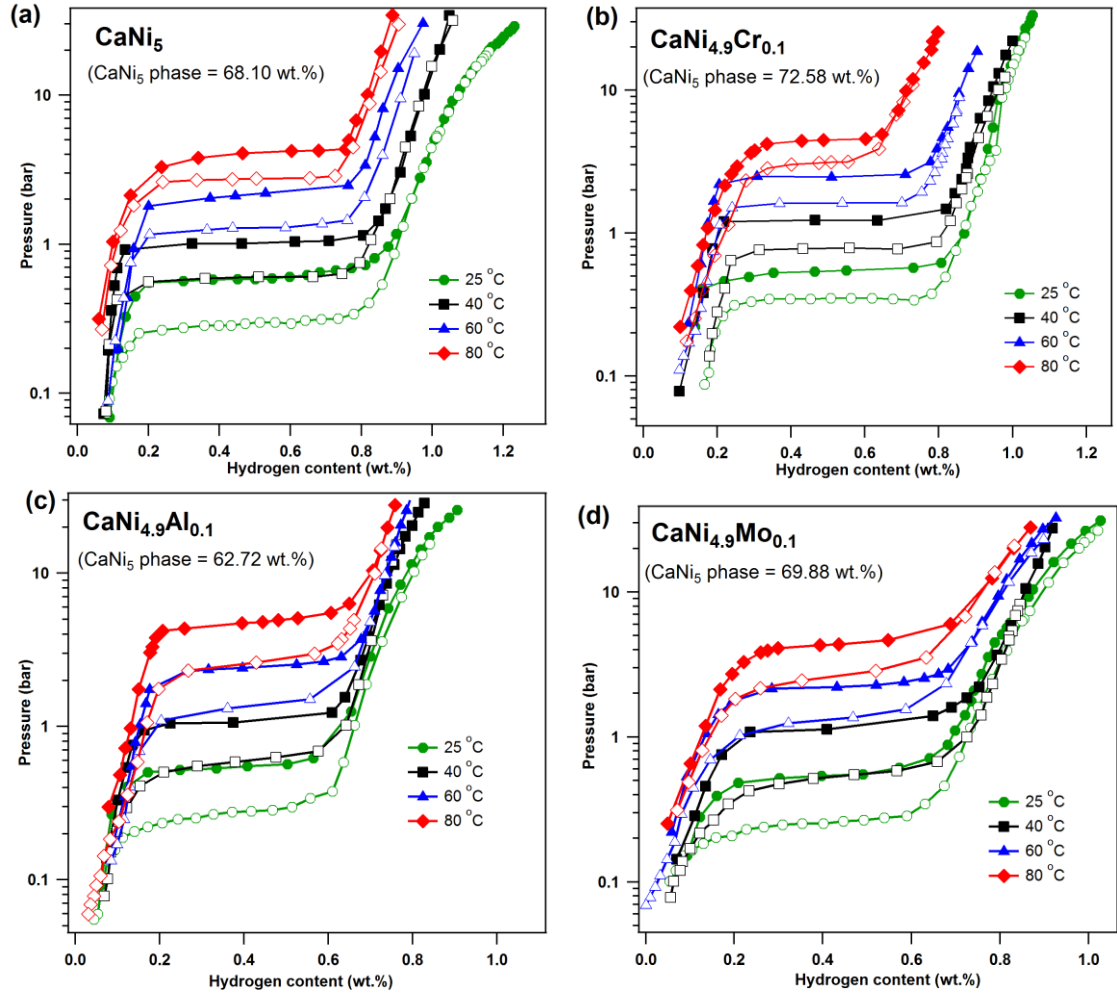 (a)
CaNi5
(CaNi5 phase = 68.10 wt.%)
10
1
0.1
Pressure (bar)
25 °C
40 °C
60 °C
80 °C
0.0 0.2 0.4 0.6 0.8 1.0 1.2
Hydrogen content (wt.%)
(b)
CaNi4.9Cr0.1
(CaNi5 phase = 72.58 wt.%)
10
1
0.1
Pressure (bar)
25 °C
40 °C
60 °C
80 °C
0.0 0.2 0.4 0.6 0.8 1.0 1.2
Hydrogen content (wt.%)
(c)
CaNi4.9Al0.1
(CaNi5 phase = 62.72 wt.%)
10
1
0.1
Pressure (bar)
25 °C
40 °C
60 °C
80 °C
0.0 0.2 0.4 0.6 0.8 1.0
Hydrogen content (wt.%)
(d)
CaNi4.9Mo0.1
(CaNi5 phase = 69.88 wt.%)
10
1
0.1
Pressure (bar)
25 °C
40 °C
60 °C
80 °C
0.0 0.2 0.4 0.6 0.8 1.0
Hydrogen content (wt.%)